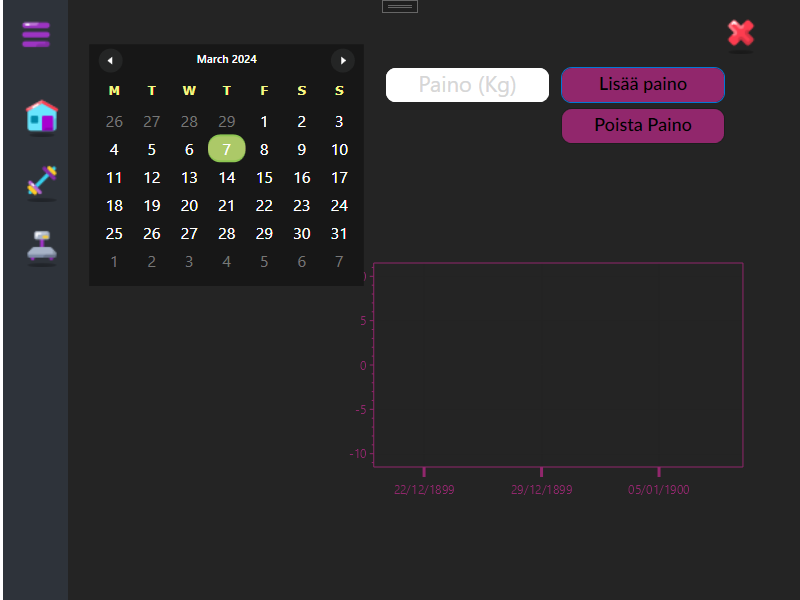 March 2024
M T W T F S S
26 27 28 29 1 2 3
4 5 6 7 8 9 10
11 12 13 14 15 16 17
18 19 20 21 22 23 24
25 26 27 28 29 30 31
1 2 3 4 5 6 7
Paino (Kg)
Lisää paino
Poista Paino
5
0
-5
-10
22/12/1899 29/12/1899 05/01/1900